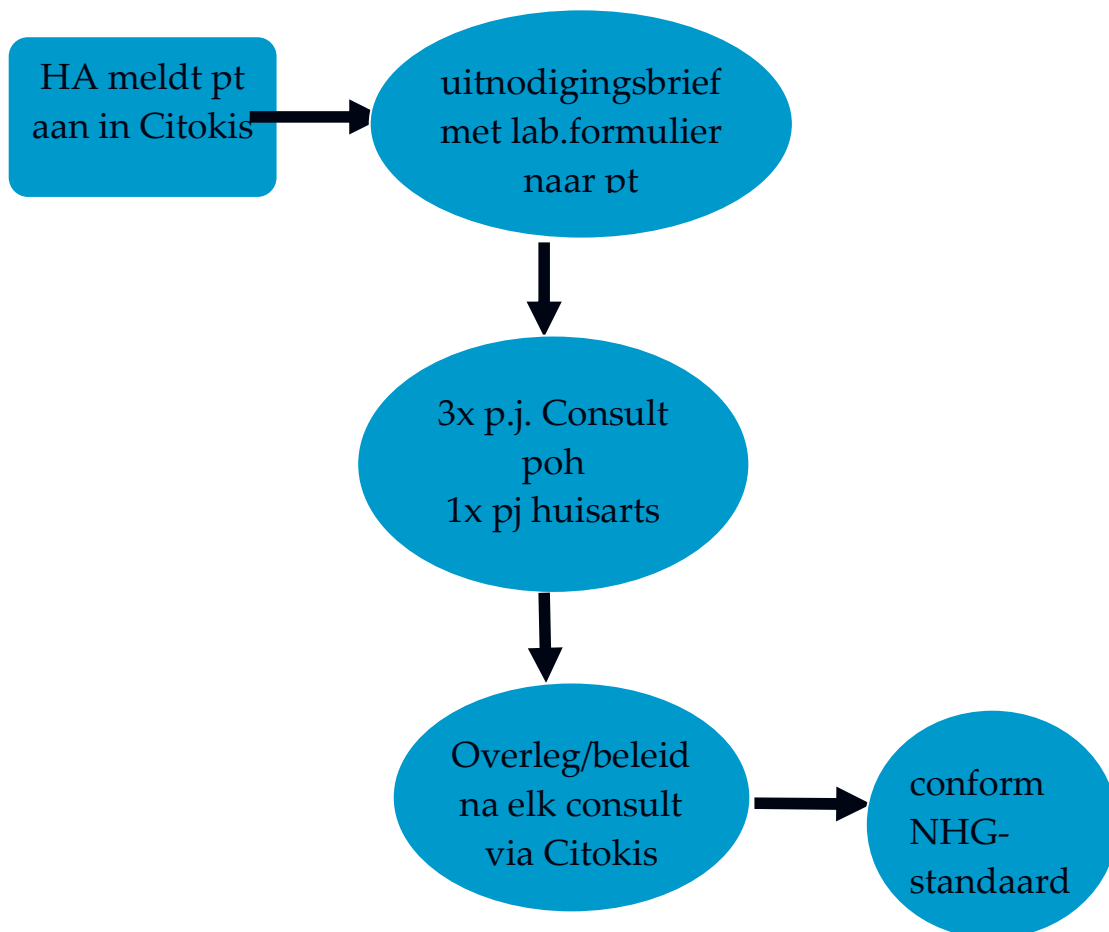 HA meldt pt
aan in Citokis
uitnodigingsbrief
met lab.formulier
naar pt
3x p.j. Consult
poh
1x pj huisarts
Overleg/beleid
na elk consult
via Citokis
conform
NHG-
standaard